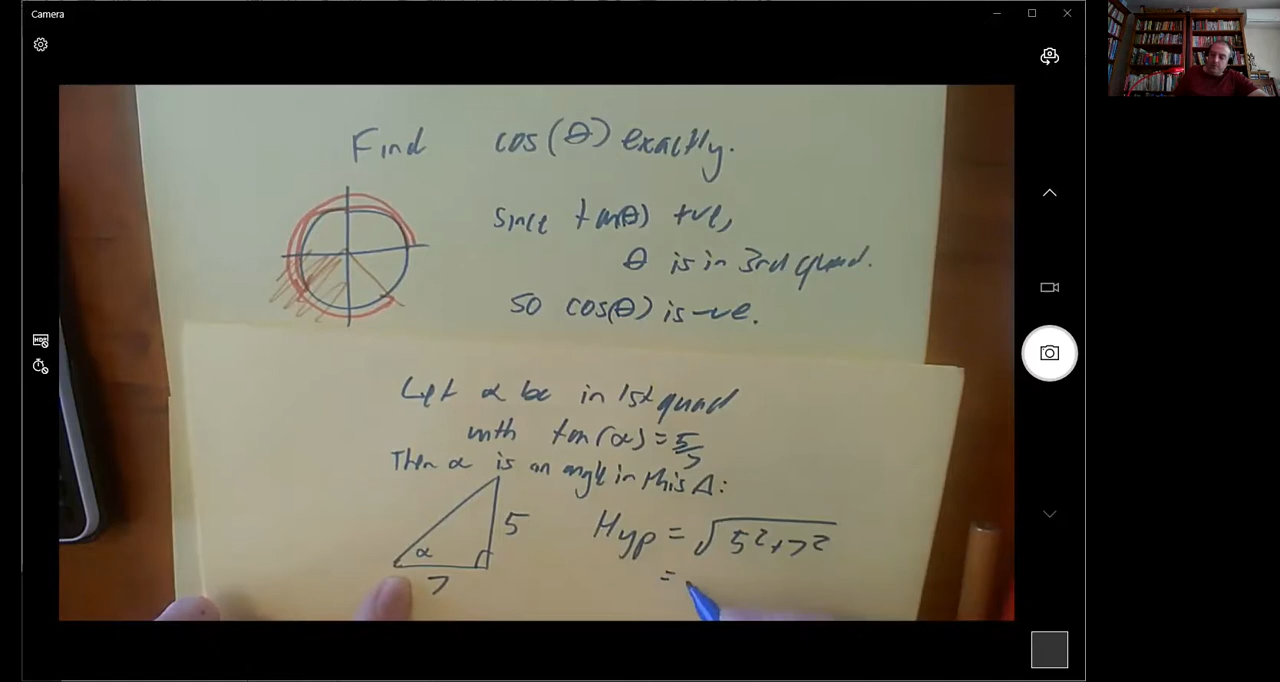 Camera
Find cos(θ) exactly.
since tan(θ) +ve,
θ is in 3rd quad.
so cos(θ) is -ve.
Let α be in 1st quad
with tan(α) = 5/7
Then α is an angle in this Δ:
5
α
7
Hyp = √5²+7²
=